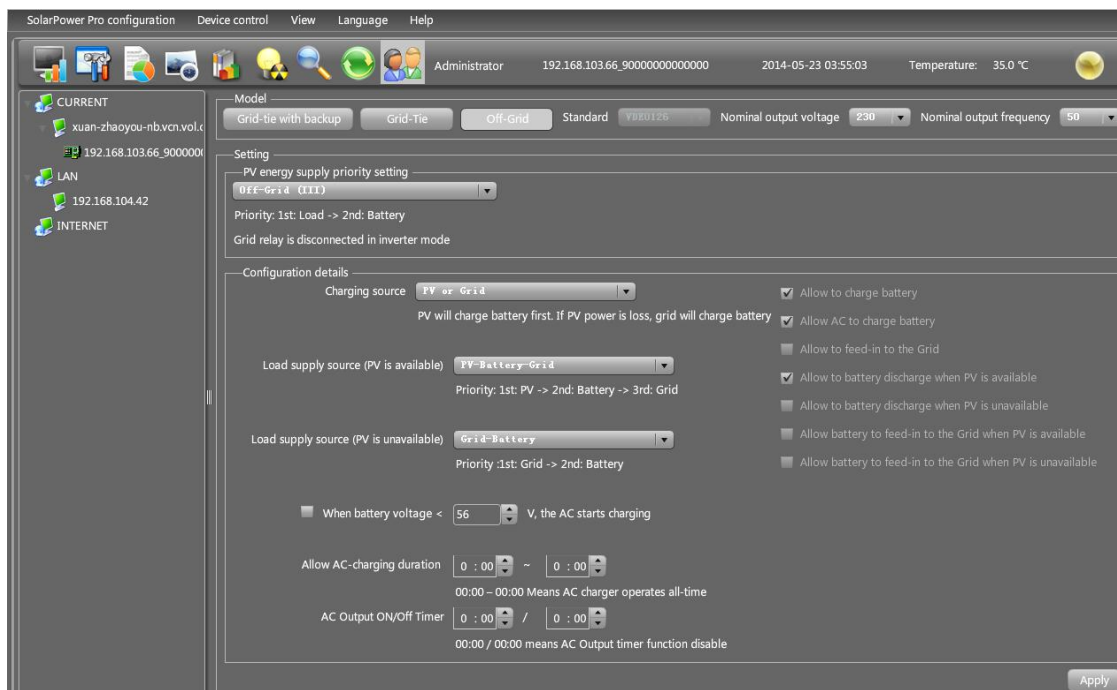 SolarPower Pro configuration Device control View Language Help
Administrator 192.168.103.66_90000000000000 2014-05-23 03:55:03 Temperature: 35.0 ℃
CURRENT
xuan-zhaoyou-nb.vcn.vol.c
192.168.103.66_900000(
LAN
192.168.104.42
INTERNET
Model
Grid-tie with backup Grid-Tie Off-Grid Standard VDE0126 Nominal output voltage 230 Nominal output frequency 50
Setting
PV energy supply priority setting
Off-Grid (III)
Priority: 1st: Load -> 2nd: Battery
Grid relay is disconnected in inverter mode
Configuration details
Charging source PV or Grid
PV will charge battery first. If PV power is loss, grid will charge battery
Load supply source (PV is available) PV-Battery-Grid
Priority: 1st: PV -> 2nd: Battery -> 3rd: Grid
Load supply source (PV is unavailable) Grid-Battery
Priority :1st: Grid -> 2nd: Battery
When battery voltage < 56 V, the AC starts charging
Allow AC-charging duration 0 : 00 ~ 0 : 00
00:00 – 00:00 Means AC charger operates all-time
AC Output ON/Off Timer 0 : 00 / 0 : 00
00:00 / 00:00 means AC Output timer function disable
Allow to charge battery
Allow AC to charge battery
Allow to feed-in to the Grid
Allow to battery discharge when PV is available
Allow to battery discharge when PV is unavailable
Allow battery to feed-in to the Grid when PV is available
Allow battery to feed-in to the Grid when PV is unavailable
Apply